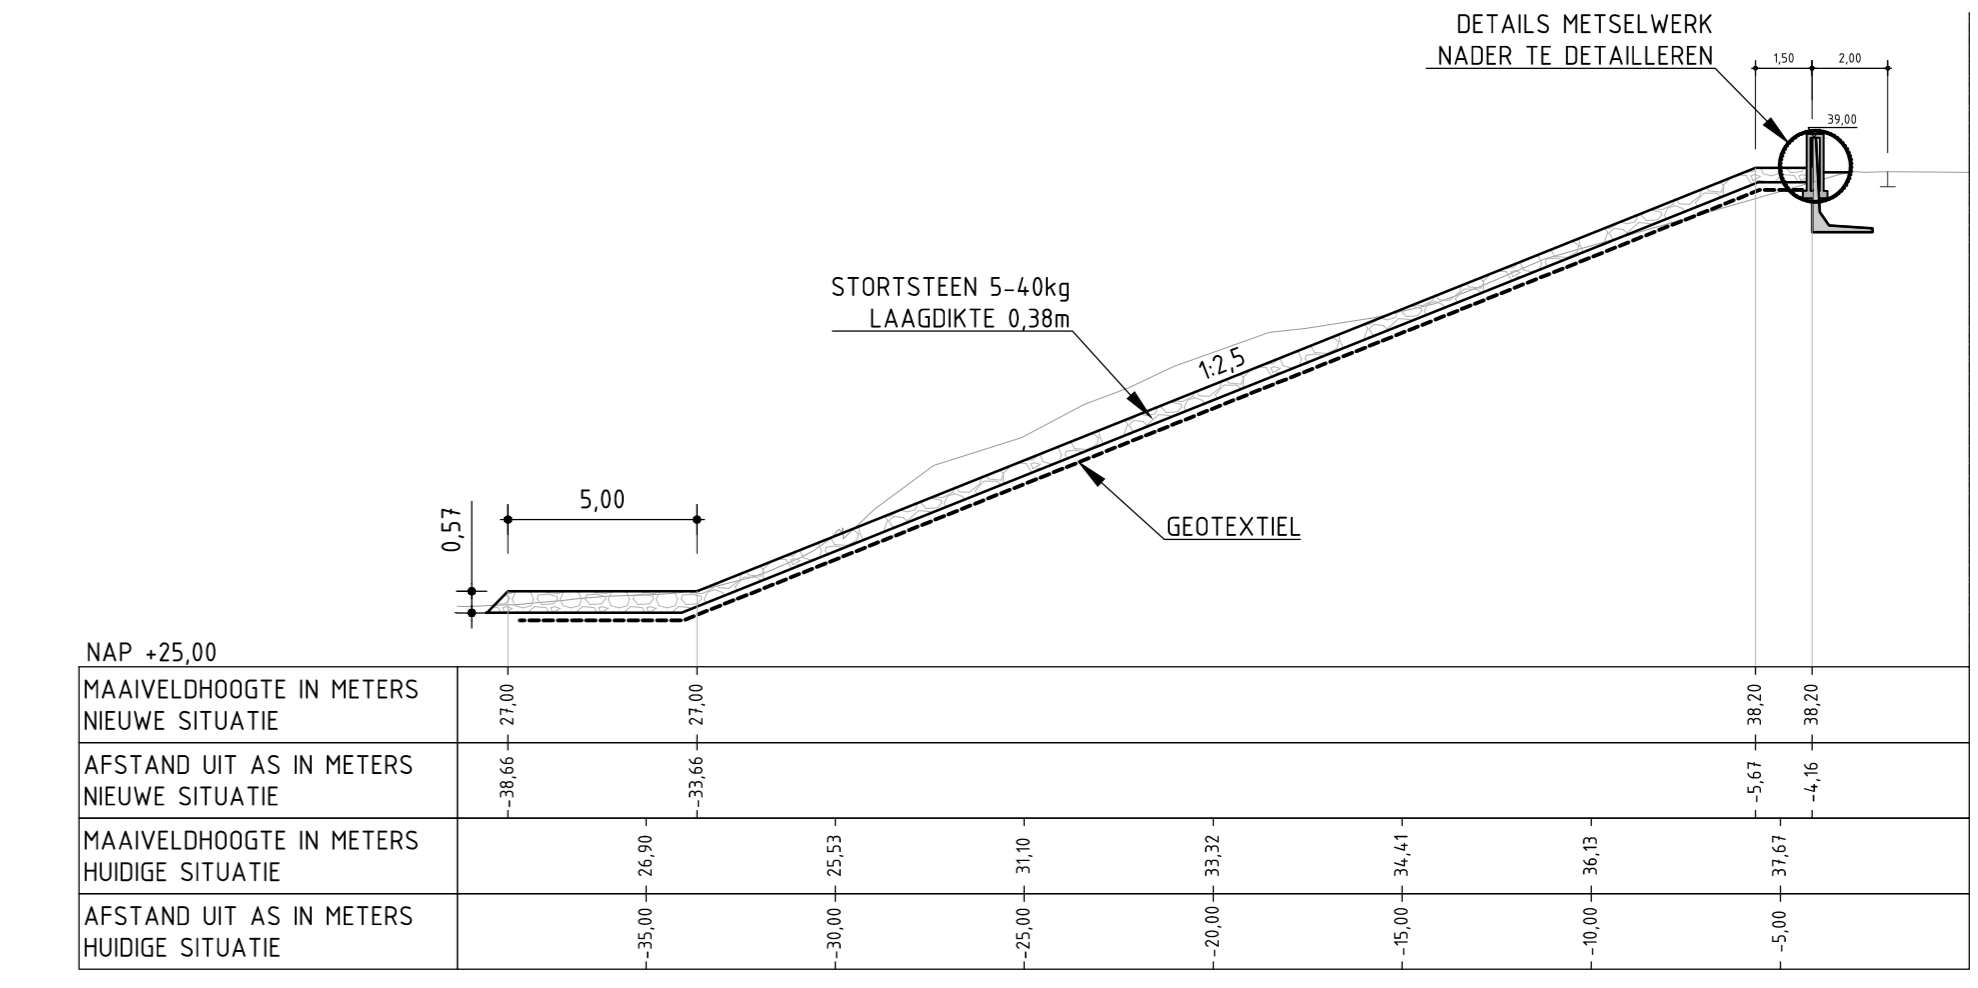 DETAILS METSELWERK
NADER TE DETAILLEREN
1,50
2,00
39,00
STORTSTEEN 5-40kg
LAAGDIKTE 0,38m
1:2,5
5,00
0,57
GEOTEXTIEL
NAP +25,00
MAAIVELDHOOGTE IN METERS
NIEUWE SITUATIE
27,00
27,00
38,20
38,20
AFSTAND UIT AS IN METERS
NIEUWE SITUATIE
-38,66
-33,66
-5,67
-4,16
MAAIVELDHOOGTE IN METERS
HUIDIGE SITUATIE
26,90
25,53
31,10
33,32
34,41
36,13
37,67
AFSTAND UIT AS IN METERS
HUIDIGE SITUATIE
-35,00
-30,00
-25,00
-20,00
-15,00
-10,00
-5,00